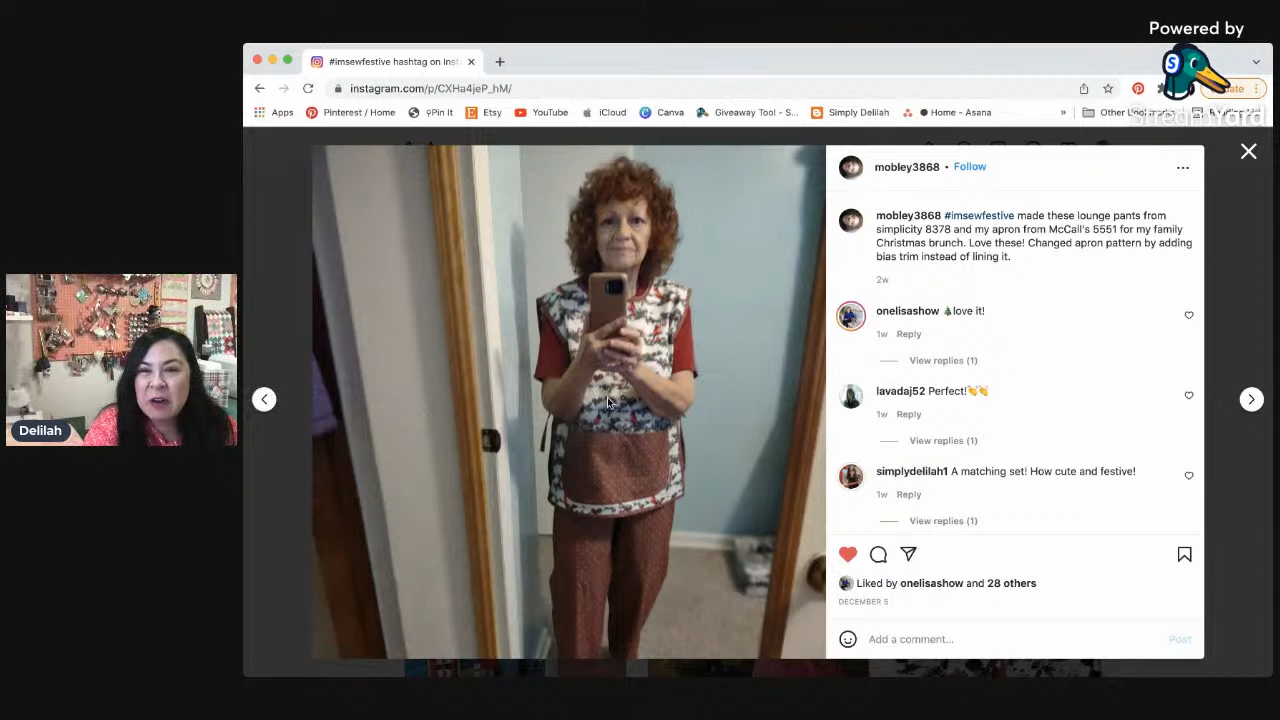 Powered by
#imsewfestive hashtag on Inst
instagram.com/p/CXHa4jeP_hM/
Apps
Pinterest / Home
Pin It
Etsy
YouTube
iCloud
Canva
Giveaway Tool - S...
Simply Delilah
Home - Asana
»
StreamYard
mobley3868 • Follow
mobley3868 #imsewfestive made these lounge pants from
simplicity 8378 and my apron from McCall's 5551 for my family
Christmas brunch. Love these! Changed apron pattern by adding
bias trim instead of lining it.
2w
onelisashow 🎄love it!
1w Reply
View replies (1)
lavadaj52 Perfect!👏👏
1w Reply
View replies (1)
simplydelilah1 A matching set! How cute and festive!
1w Reply
View replies (1)
Liked by onelisashow and 28 others
DECEMBER 5
Add a comment...
Post
Delilah